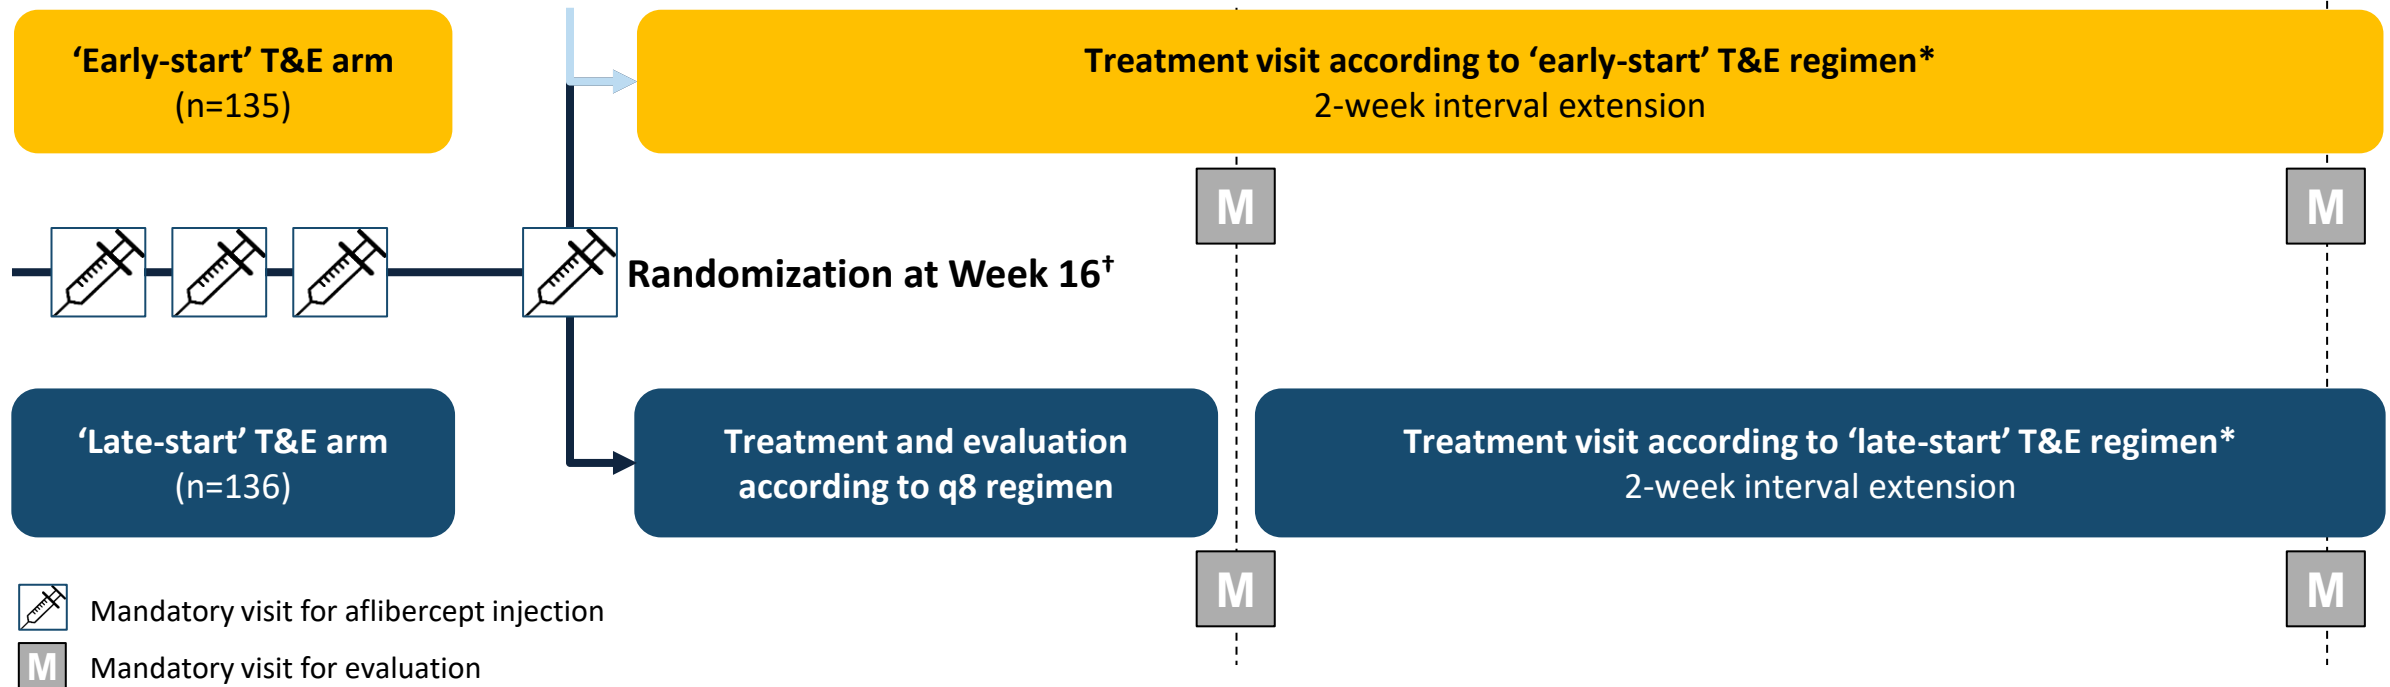 ‘Early-start’ T&E arm
(n=135)
Treatment visit according to ‘early-start’ T&E regimen*
2-week interval extension
M
M
Randomization at Week 16†
‘Late-start’ T&E arm
(n=136)
Treatment and evaluation
according to q8 regimen
Treatment visit according to ‘late-start’ T&E regimen*
2-week interval extension
M
M
Mandatory visit for aflibercept injection
M Mandatory visit for evaluation